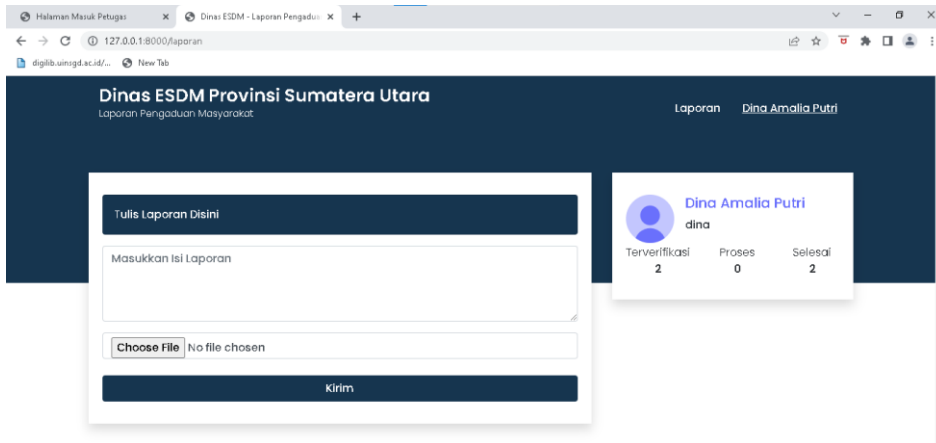 Halaman Masuk Petugas
Dinas ESDM - Laporan Pengadua
127.0.0.1:8000/laporan
digilib.uinsgd.ac.id/...
New Tab
Dinas ESDM Provinsi Sumatera Utara
Laporan Pengaduan Masyarakat
Laporan Dina Amalia Putri
Tulis Laporan Disini
Masukkan Isi Laporan
Choose File No file chosen
Kirim
Dina Amalia Putri
dina
Terverifikasi Proses Selesai
2 0 2